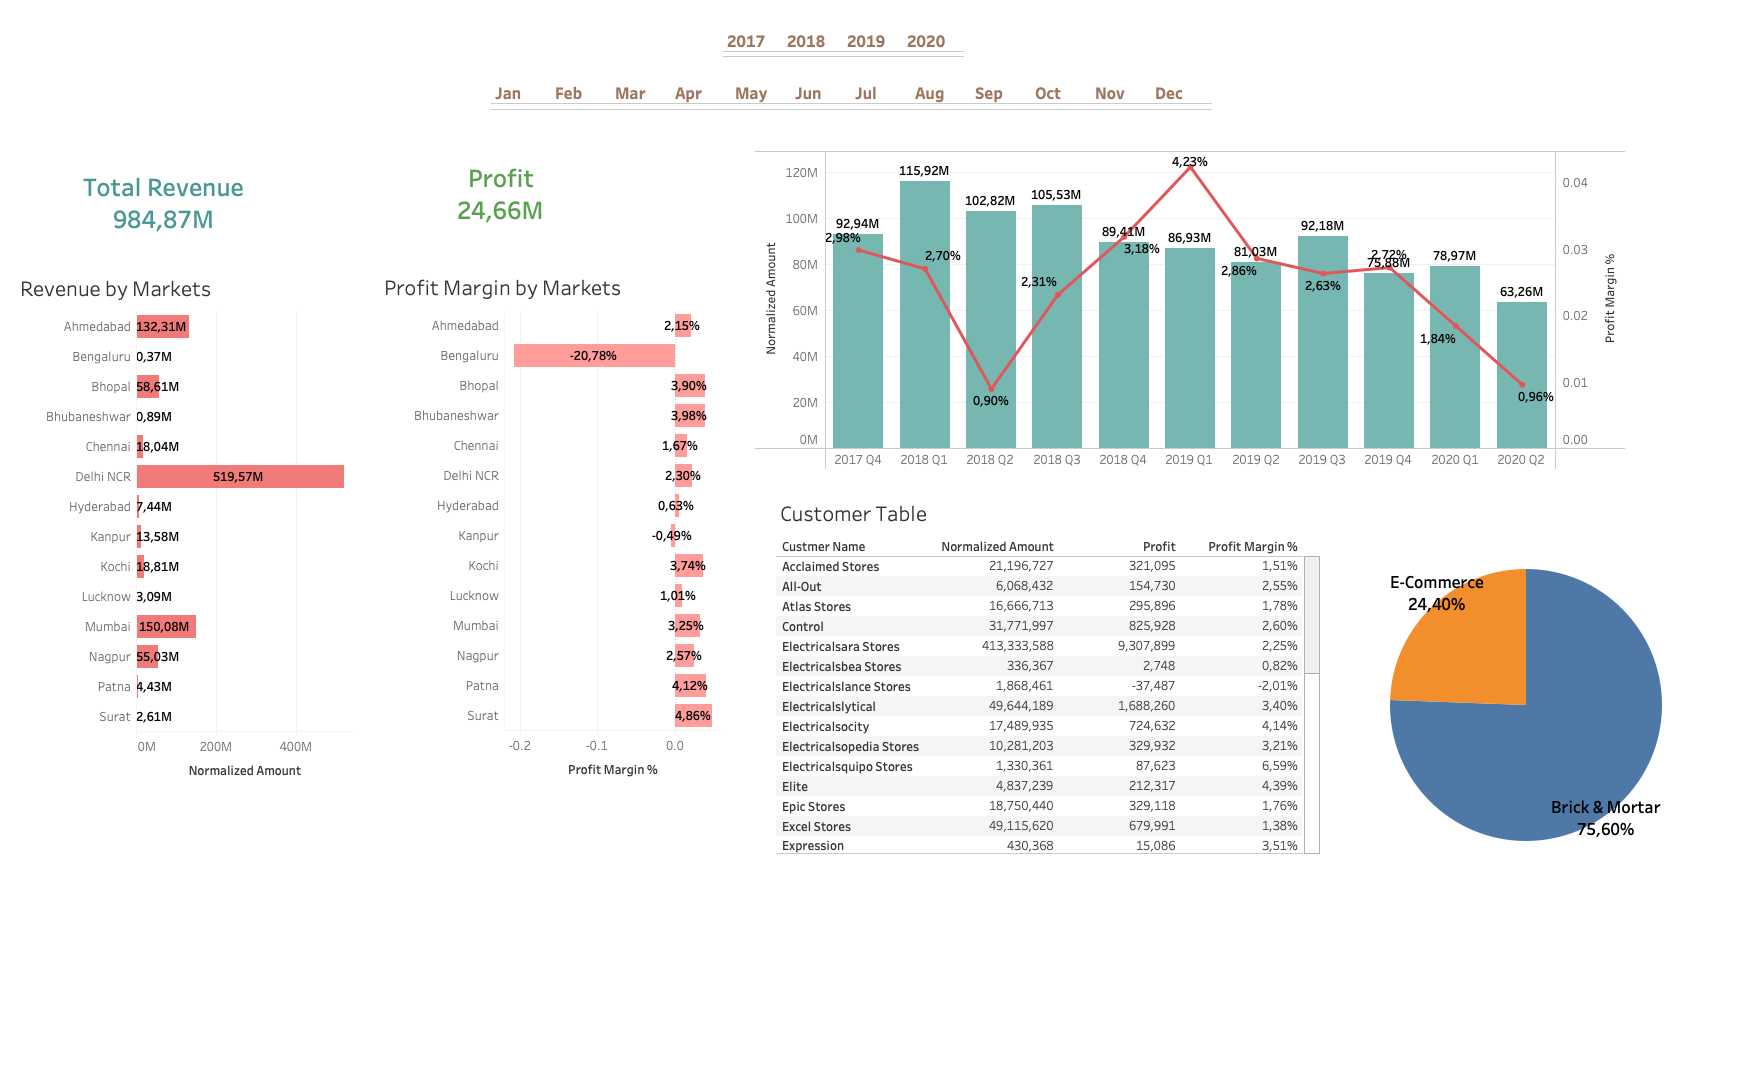 2017 2018 2019 2020
Jan Feb Mar Apr May Jun Jul Aug Sep Oct Nov Dec
Total Revenue
984,87M
Profit
24,66M
Revenue by Markets
Ahmedabad 132,31M
Bengaluru 0,37M
Bhopal 58,61M
Bhubaneshwar 0,89M
Chennai 18,04M
Delhi NCR 519,57M
Hyderabad 7,44M
Kanpur 13,58M
Kochi 18,81M
Lucknow 3,09M
Mumbai 150,08M
Nagpur 55,03M
Patna 4,43M
Surat 2,61M
0M 200M 400M
Normalized Amount
Profit Margin by Markets
Ahmedabad 2,15%
Bengaluru -20,78%
Bhopal 3,90%
Bhubaneshwar 3,98%
Chennai 1,67%
Delhi NCR 2,30%
Hyderabad 0,63%
Kanpur -0,49%
Kochi 3,74%
Lucknow 1,01%
Mumbai 3,25%
Nagpur 2,57%
Patna 4,12%
Surat 4,86%
-0.2 -0.1 0.0
Profit Margin %
Normalized Amount
120M
100M
80M
60M
40M
20M
0M
92,94M 115,92M 102,82M 105,53M 89,41M 86,93M 81,03M 92,18M 75,88M 78,97M 63,26M
2,98% 2,70% 0,90% 2,31% 3,18% 4,23% 2,86% 2,63% 2,72% 1,84% 0,96%
0.04
0.03
0.02
0.01
0.00
Profit Margin %
2017 Q4 2018 Q1 2018 Q2 2018 Q3 2018 Q4 2019 Q1 2019 Q2 2019 Q3 2019 Q4 2020 Q1 2020 Q2
Customer Table
Custmer Name Normalized Amount Profit Profit Margin %
Acclaimed Stores 21,196,727 321,095 1,51%
All-Out 6,068,432 154,730 2,55%
Atlas Stores 16,666,713 295,896 1,78%
Control 31,771,997 825,928 2,60%
Electricalsara Stores 413,333,588 9,307,899 2,25%
Electricalsbea Stores 336,367 2,748 0,82%
Electricalslance Stores 1,868,461 -37,487 -2,01%
Electricalslytical 49,644,189 1,688,260 3,40%
Electricalsocity 17,489,935 724,632 4,14%
Electricalsopedia Stores 10,281,203 329,932 3,21%
Electricalsquipo Stores 1,330,361 87,623 6,59%
Elite 4,837,239 212,317 4,39%
Epic Stores 18,750,440 329,118 1,76%
Excel Stores 49,115,620 679,991 1,38%
Expression 430,368 15,086 3,51%
E-Commerce
24,40%
Brick & Mortar
75,60%